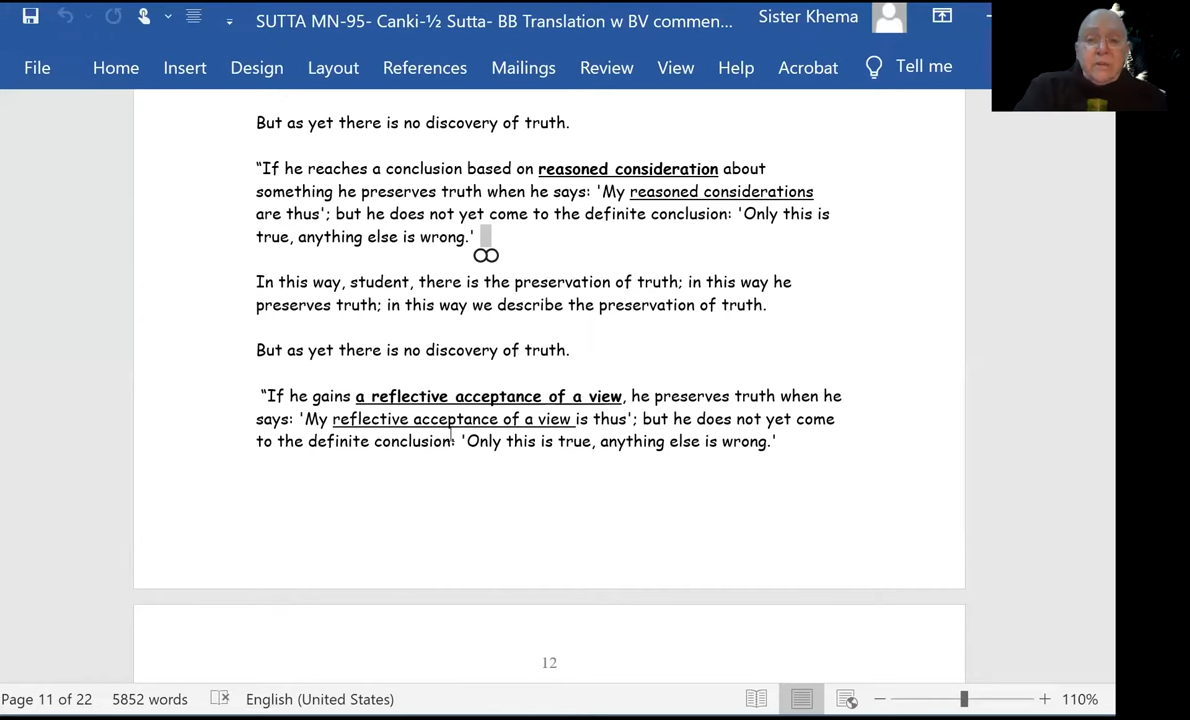 SUTTA MN-95- Canki-½ Sutta- BB Translation w BV commen...
Sister Khema
File Home Insert Design Layout References Mailings Review View Help Acrobat Tell me
But as yet there is no discovery of truth.
“If he reaches a conclusion based on reasoned consideration about
something he preserves truth when he says: 'My reasoned considerations
are thus'; but he does not yet come to the definite conclusion: 'Only this is
true, anything else is wrong.'
In this way, student, there is the preservation of truth; in this way he
preserves truth; in this way we describe the preservation of truth.
But as yet there is no discovery of truth.
“If he gains a reflective acceptance of a view, he preserves truth when he
says: 'My reflective acceptance of a view is thus'; but he does not yet come
to the definite conclusion: 'Only this is true, anything else is wrong.'
12
Page 11 of 22 5852 words English (United States) 110%